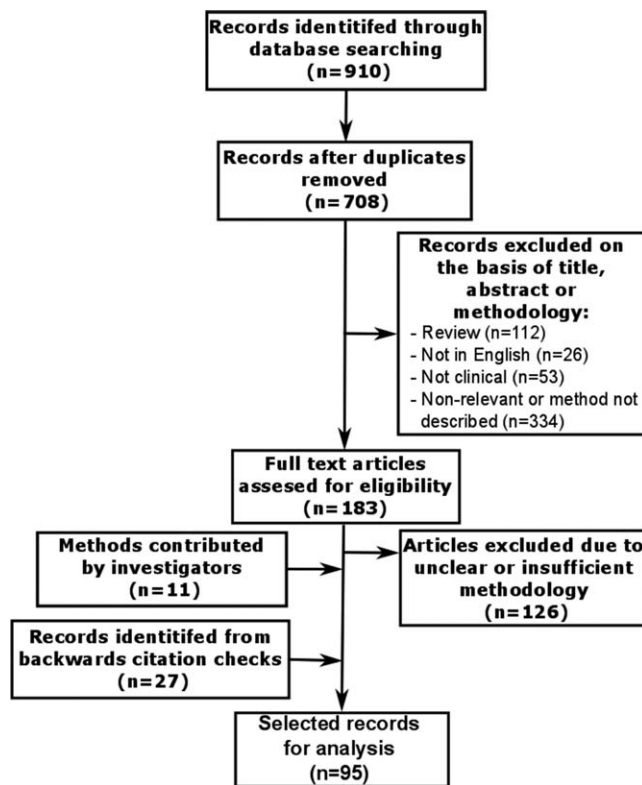 Records identitifed through
database searching
(n=910)
Records after duplicates
removed
(n=708)
Records excluded on
the basis of title,
abstract or
methodology:
- Review (n=112)
- Not in English (n=26)
- Not clinical (n=53)
- Non-relevant or method not
described (n=334)
Full text articles
assesed for eligibility
(n=183)
Methods contributed
by investigators
(n=11)
Articles excluded due to
unclear or insufficient
methodology
(n=126)
Records identitifed from
backwards citation checks
(n=27)
Selected records
for analysis
(n=95)